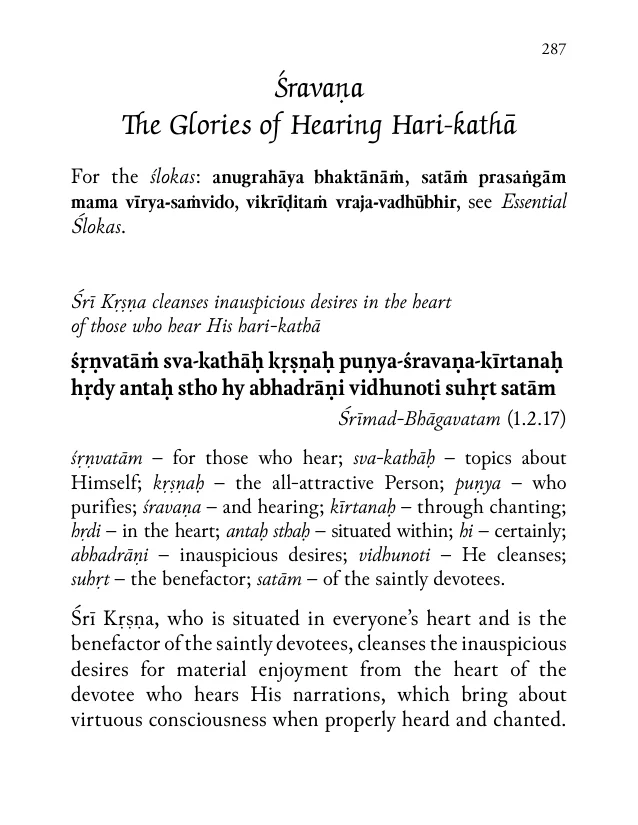 287
Śravaṇa
The Glories of Hearing Hari-kathā
For the ślokas: anugrahāya bhaktānāṁ, satāṁ prasaṅgām
mama vīrya-saṁvido, vikrīḍitaṁ vraja-vadhūbhir, see Essential
Ślokas.
Śrī Kṛṣṇa cleanses inauspicious desires in the heart
of those who hear His hari-kathā
śṛṇvatāṁ sva-kathāḥ kṛṣṇaḥ puṇya-śravaṇa-kīrtanaḥ
hṛdy antaḥ stho hy abhadrāṇi vidhunoti suhṛt satām
Śrīmad-Bhāgavatam (1.2.17)
śṛṇvatām – for those who hear; sva-kathāḥ – topics about
Himself; kṛṣṇaḥ – the all-attractive Person; puṇya – who
purifies; śravaṇa – and hearing; kīrtanaḥ – through chanting;
hṛdi – in the heart; antaḥ sthaḥ – situated within; hi – certainly;
abhadrāṇi – inauspicious desires; vidhunoti – He cleanses;
suhṛt – the benefactor; satām – of the saintly devotees.
Śrī Kṛṣṇa, who is situated in everyone's heart and is the
benefactor of the saintly devotees, cleanses the inauspicious
desires for material enjoyment from the heart of the
devotee who hears His narrations, which bring about
virtuous consciousness when properly heard and chanted.